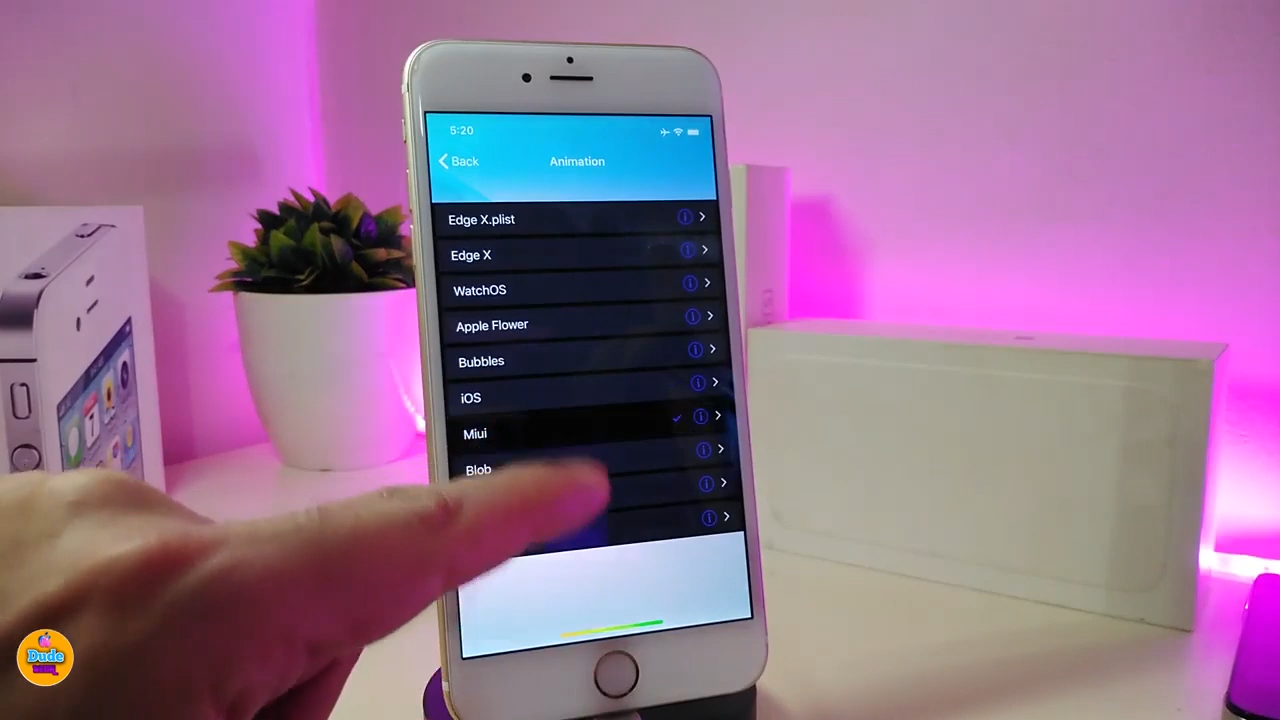 5:20
Back
Animation
Edge X.plist
Edge X
WatchOS
Apple Flower
Bubbles
iOS
Miui
Blob
Dude